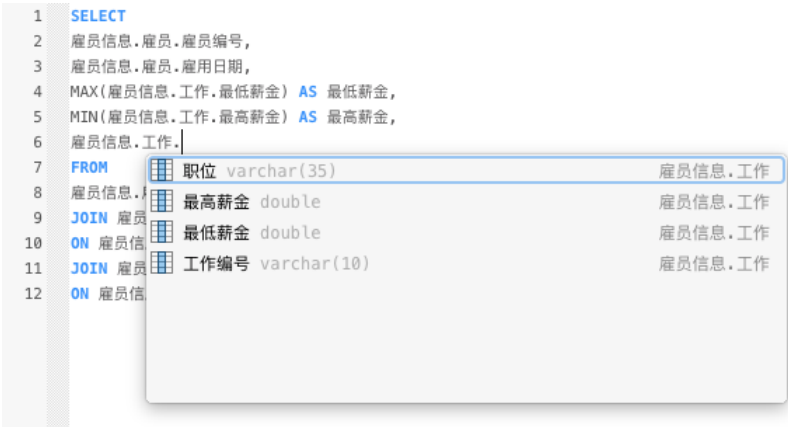 1 SELECT
2 雇员信息.雇员.雇员编号,
3 雇员信息.雇员.雇用日期,
4 MAX(雇员信息.工作.最低薪金) AS 最低薪金,
5 MIN(雇员信息.工作.最高薪金) AS 最高薪金,
6 雇员信息.工作.
7 FROM
8 雇员信息.
9 JOIN 雇员
10 ON 雇员信
11 JOIN 雇员
12 ON 雇员信
职位 varchar(35) 雇员信息.工作
最高薪金 double 雇员信息.工作
最低薪金 double 雇员信息.工作
工作编号 varchar(10) 雇员信息.工作